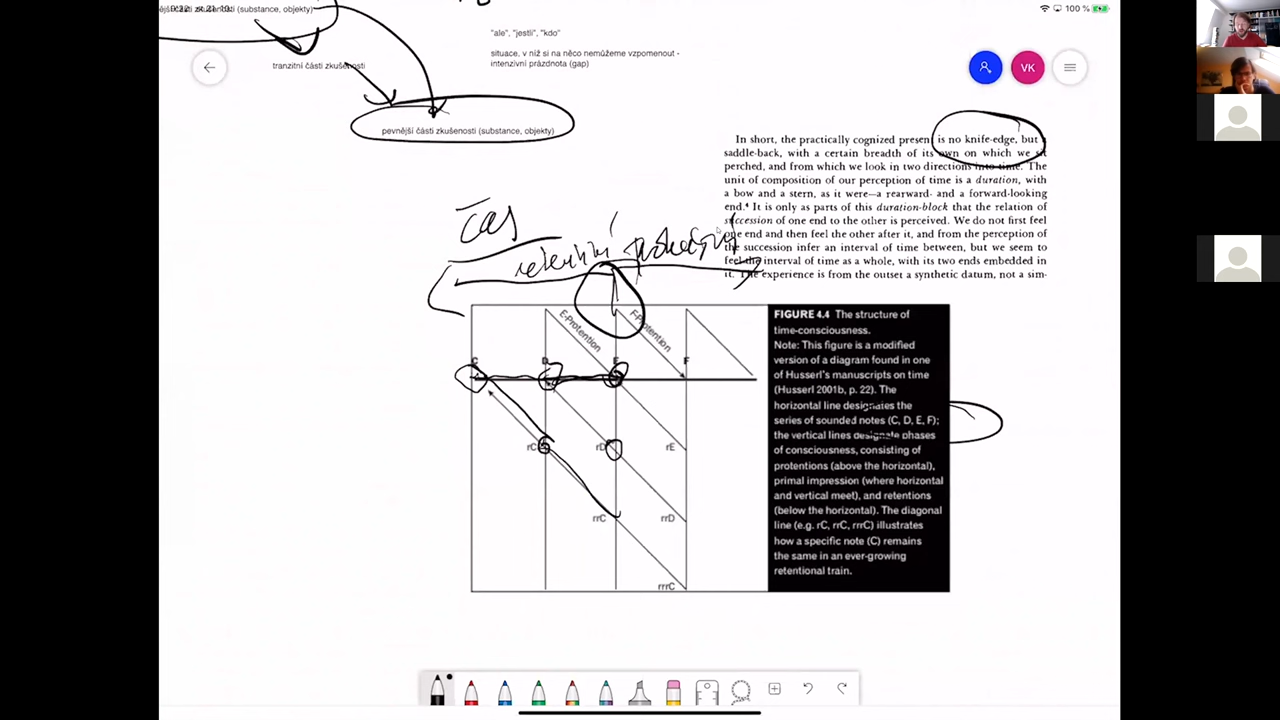 100 %
tranzitní části zkušenosti
pevnější části zkušenosti (substance, objekty)
"ale", "jestli", "kdo"
situace, v níž si na něco nemůžeme vzpomenout -
intenzivní prázdnota (gap)
VK
In short, the practically cognized present is no knife-edge, but a
saddle-back, with a certain breadth of its own on which we sit
perched, and from which we look in two directions into time. The
unit of composition of our perception of time is a duration, with
a bow and a stern, as it were—a rearward- and a forward-looking
end.⁴ It is only as parts of this duration-block that the relation of
succession of one end to the other is perceived. We do not first feel
one end and then feel the other after it, and from the perception of
the succession infer an interval of time between, but we seem to
feel the interval of time as a whole, with its two ends embedded in
it. The experience is from the outset a synthetic datum, not a sim-
čas
E-Protention
F-Protention
C
D
E
F
rC
rD
rE
rrC
rrD
rrrC
FIGURE 4.4 The structure of
time-consciousness.
Note: This figure is a modified
version of a diagram found in one
of Husserl's manuscripts on time
(Husserl 2001b, p. 22). The
horizontal line designates the
series of sounded notes (C, D, E, F);
the vertical lines designate phases
of consciousness, consisting of
protentions (above the horizontal),
primal impression (where horizontal
and vertical meet), and retentions
(below the horizontal). The diagonal
line (e.g. rC, rrC, rrrC) illustrates
how a specific note (C) remains
the same in an ever-growing
retentional train.